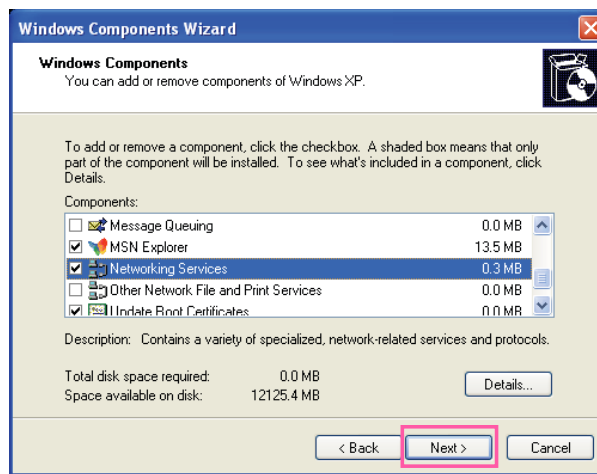 Windows Components Wizard
Windows Components
You can add or remove components of Windows XP.
To add or remove a component, click the checkbox. A shaded box means that only
part of the component will be installed. To see what's included in a component, click
Details.
Components:
Message Queuing 0.0 MB
MSN Explorer 13.5 MB
Networking Services 0.3 MB
Other Network File and Print Services 0.0 MB
Update Root Certificates 0.0 MB
Description: Contains a variety of specialized, network-related services and protocols.
Total disk space required: 0.0 MB
Space available on disk: 12125.4 MB
Details...
< Back Next > Cancel